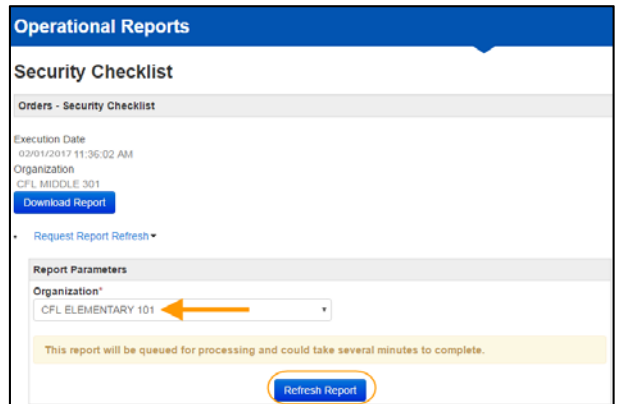 Operational Reports
Security Checklist
Orders - Security Checklist
Execution Date
02/01/2017 11:36:02 AM
Organization
CFL MIDDLE 301
Download Report
Request Report Refresh
Report Parameters
Organization*
CFL ELEMENTARY 101
This report will be queued for processing and could take several minutes to complete.
Refresh Report